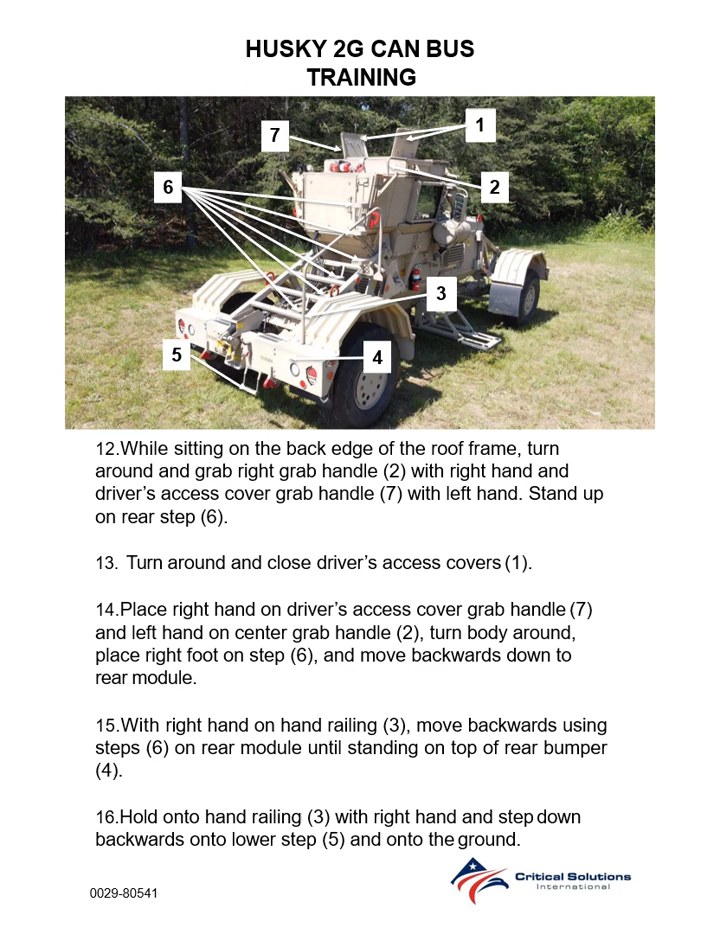 HUSKY 2G CAN BUS
TRAINING
1
7
6
2
3
5
4
12.While sitting on the back edge of the roof frame, turn
around and grab right grab handle (2) with right hand and
driver’s access cover grab handle (7) with left hand. Stand up
on rear step (6).
13. Turn around and close driver’s access covers (1).
14.Place right hand on driver’s access cover grab handle (7)
and left hand on center grab handle (2), turn body around,
place right foot on step (6), and move backwards down to
rear module.
15.With right hand on hand railing (3), move backwards using
steps (6) on rear module until standing on top of rear bumper
(4).
16.Hold onto hand railing (3) with right hand and step down
backwards onto lower step (5) and onto the ground.
Critical Solutions
International
0029-80541